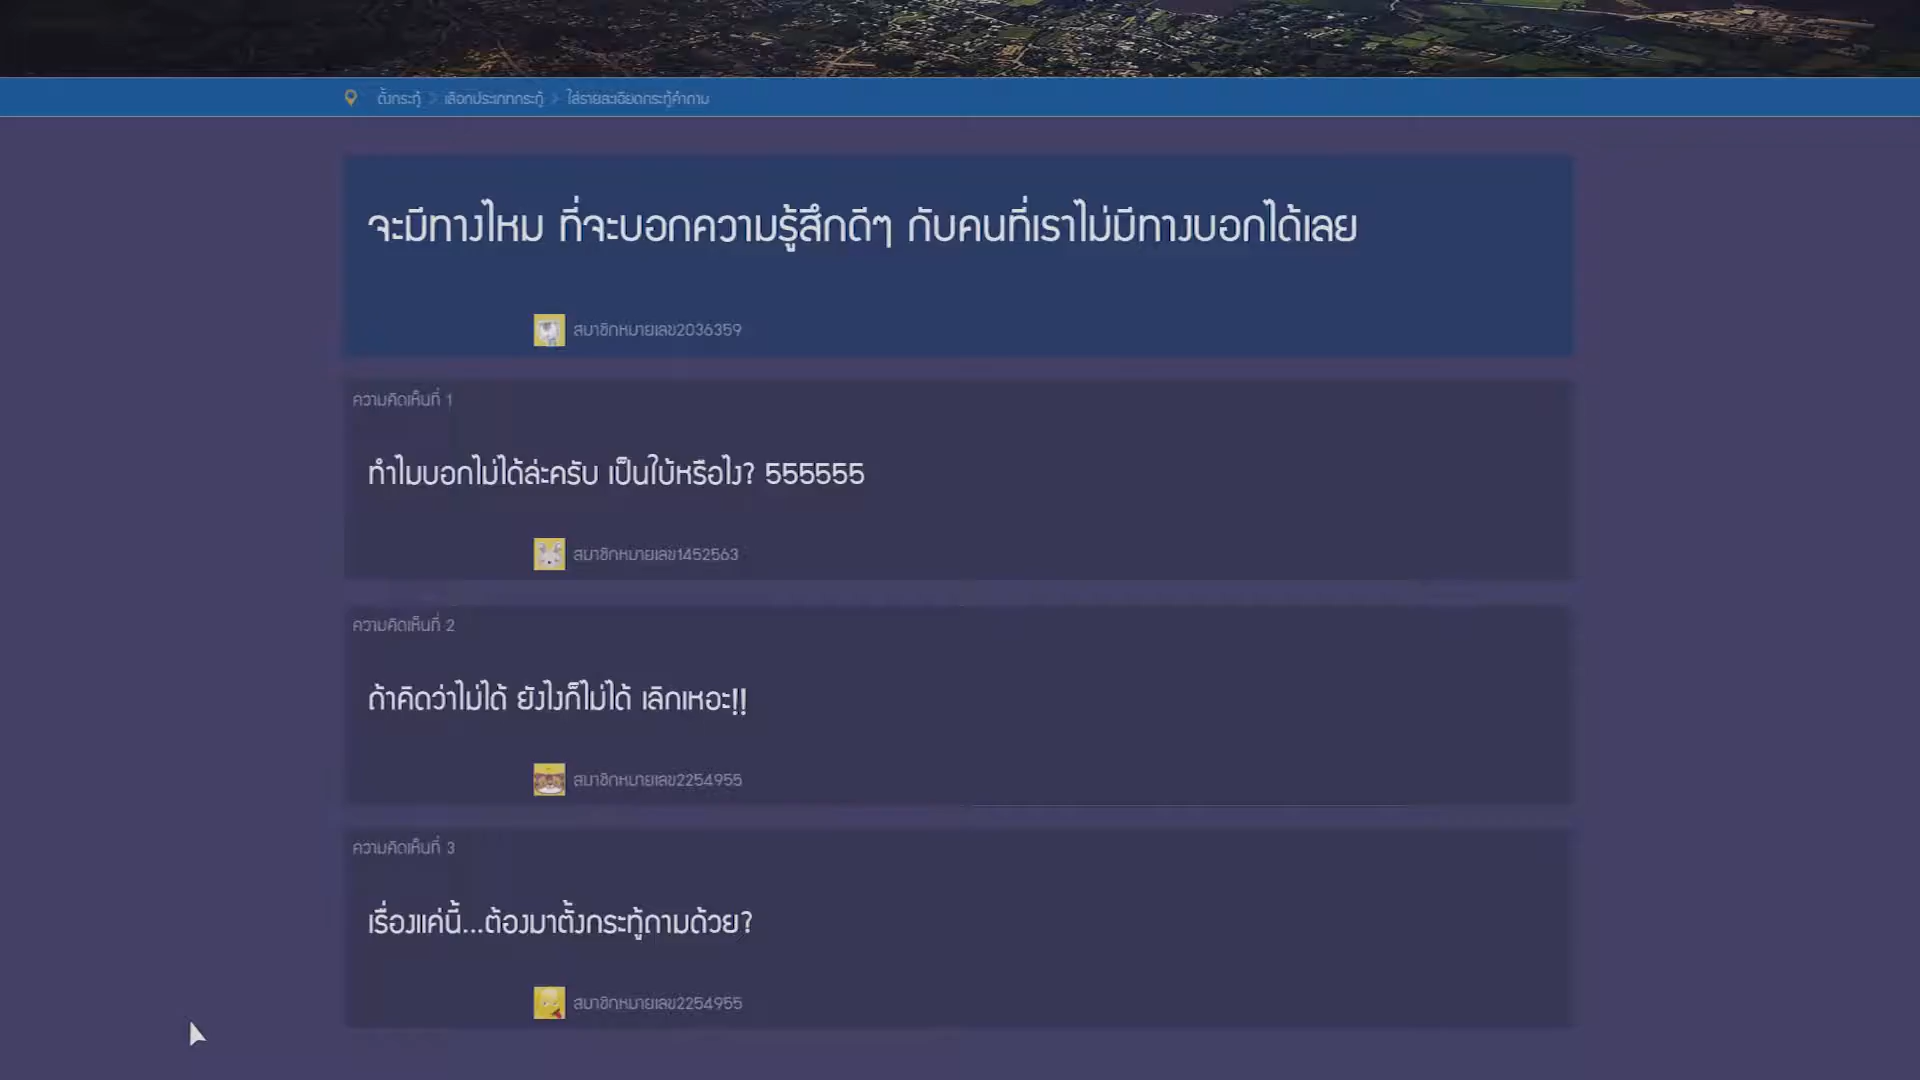 ตั้งกระทู้ > เลือกประเภทกระทู้ > ใส่รายละเอียดกระทู้คำถาม
จะมีทางไหม ที่จะบอกความรู้สึกดีๆ กับคนที่เราไม่มีทางบอกได้เลย
สมาชิกหมายเลข2036359
ความคิดเห็นที่ 1
ทำไมบอกไม่ได้ล่ะครับ เป็นใบ้หรือไง? 555555
สมาชิกหมายเลข1452563
ความคิดเห็นที่ 2
ถ้าคิดว่าไม่ได้ ยังไงก็ไม่ได้ เลิกเหอะ!!
สมาชิกหมายเลข2254955
ความคิดเห็นที่ 3
เรื่องแค่นี้...ต้องมาตั้งกระทู้ถามด้วย?
สมาชิกหมายเลข2254955